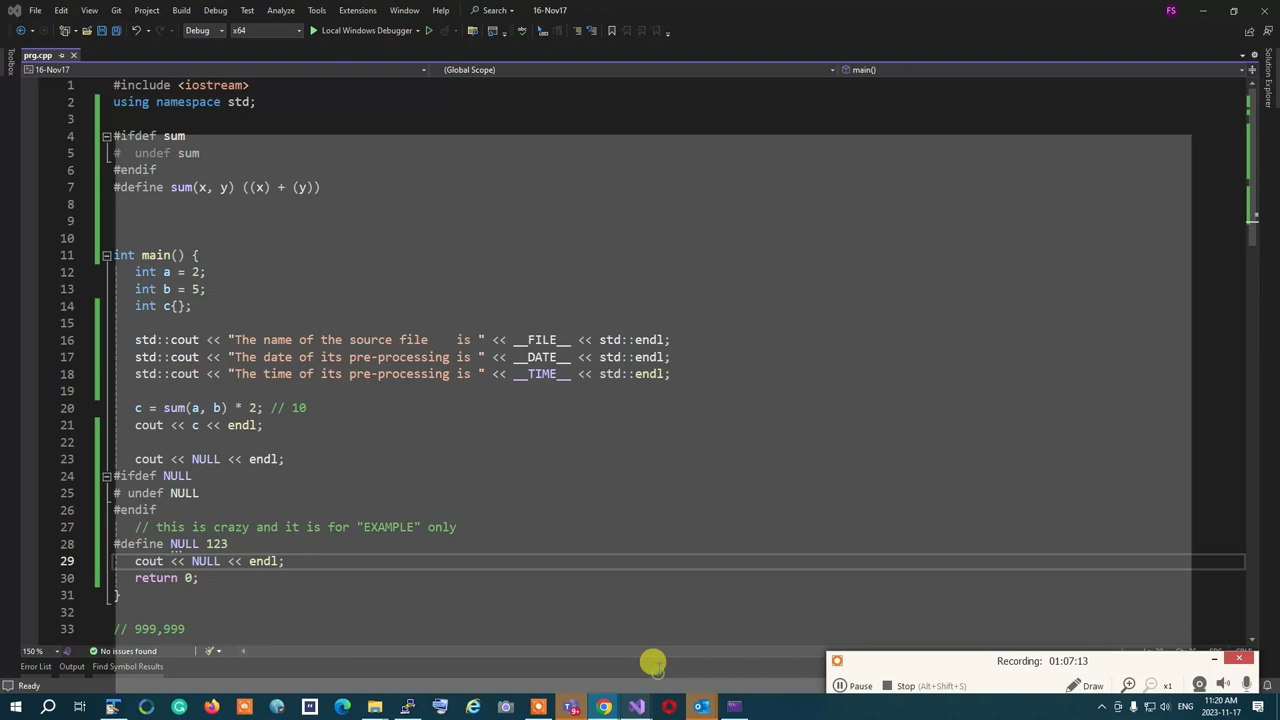 File Edit View Git Project Build Debug Test Analyze Tools Extensions Window Help Search 16-Nov17 FS
Debug x64 Local Windows Debugger
prg.cpp
16-Nov17 (Global Scope) main()
Toolbox
Solution Explorer
1 #include <iostream>
2 using namespace std;
3
4 #ifdef sum
5 #  undef sum
6 #endif
7 #define sum(x, y) ((x) + (y))
8
9
10
11 int main() {
12 int a = 2;
13 int b = 5;
14 int c{};
15
16 std::cout << "The name of the source file    is " << __FILE__ << std::endl;
17 std::cout << "The date of its pre-processing is " << __DATE__ << std::endl;
18 std::cout << "The time of its pre-processing is " << __TIME__ << std::endl;
19
20 c = sum(a, b) * 2; // 10
21 cout << c << endl;
22
23 cout << NULL << endl;
24 #ifdef NULL
25 # undef NULL
26 #endif
27 // this is crazy and it is for "EXAMPLE" only
28 #define NULL 123
29 cout << NULL << endl;
30 return 0;
31 }
32
33 // 999,999
150 % No issues found
Error List Output Find Symbol Results
Ready
Recording: 01:07:13
Pause Stop (Alt+Shift+S) Draw x1
11:20 AM
2023-11-17